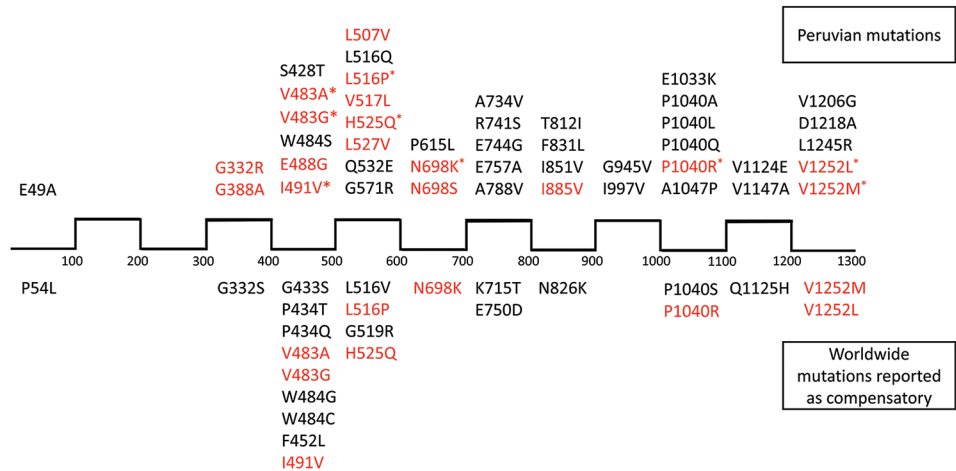 Peruvian mutations
L507V
L516Q
S428T
L516P*
E1033K
V483A*
V517L
A734V
P1040A
V1206G
V483G*
H525Q*
R741S
T812I
P1040L
D1218A
W484S
L527V
P615L
E744G
F831L
P1040Q
L1245R
G332R
E488G
Q532E
N698K*
E757A
I851V
G945V
P1040R*
V1124E
V1252L*
E49A
G388A
I491V*
G571R
N698S
A788V
I885V
I997V
A1047P
V1147A
V1252M*
100 200 300 400 500 600 700 800 900 1000 1100 1200 1300
P54L
G332S
G433S
L516V
N698K
K715T
N826K
P1040S
Q1125H
V1252M
P434T
L516P
E750D
P1040R
V1252L
P434Q
G519R
V483A
H525Q
V483G
W484G
W484C
F452L
I491V
Worldwide
mutations reported
as compensatory